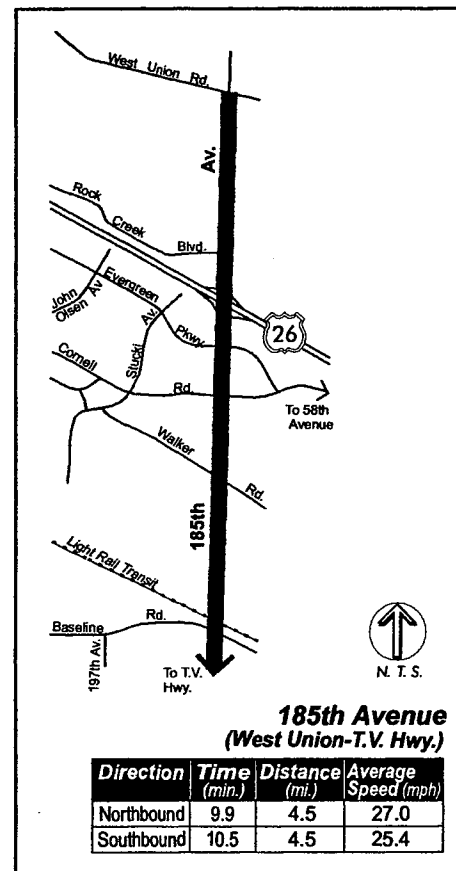 West Union Rd.
Av.
Rock
Creek
Blvd.
John
Olsen
Av
Evergreen
Av.
Pkwy.
Stucki
26
Cornell
Rd.
To 58th
Avenue
Walker
Rd.
185th
Light Rail Transit
Baseline
Rd.
197th Av.
To T.V.
Hwy.
N. T. S.
185th Avenue
(West Union-T.V. Hwy.)
Direction Time (min.) Distance (mi.) Average Speed (mph)
Northbound 9.9 4.5 27.0
Southbound 10.5 4.5 25.4